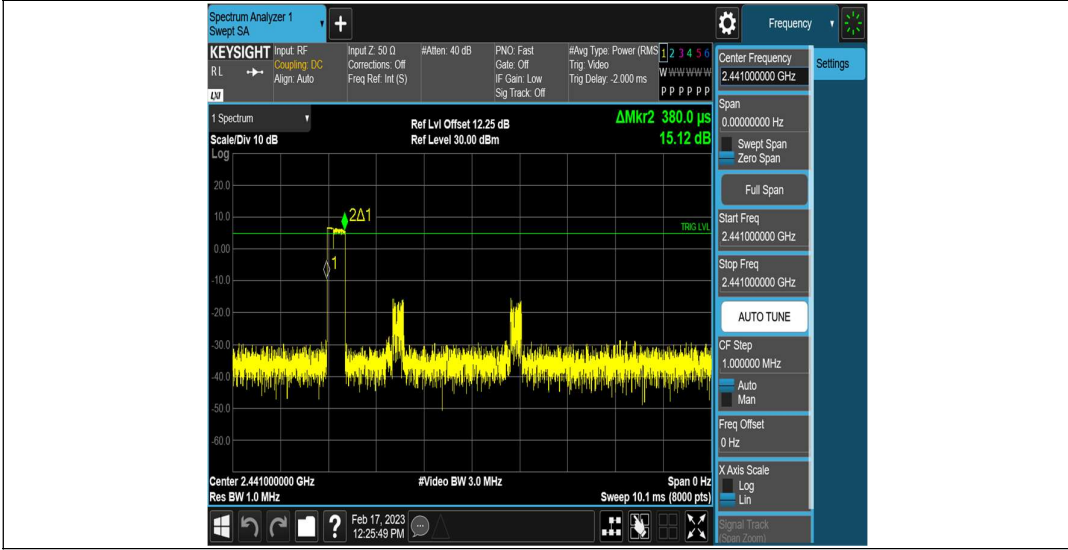 Spectrum Analyzer 1
Swept SA
+
Frequency
KEYSIGHT
Input: RF
Input Z: 50 Ω
#Atten: 40 dB
PNO: Fast
#Avg Type: Power (RMS
1 2 3 4 5 6
RL
Coupling: DC
Corrections: Off
Gate: Off
Trig: Video
W W W W W W
Align: Auto
Freq Ref: Int (S)
IF Gain: Low
Trig Delay: -2.000 ms
Sig Track: Off
P P P P P P
LXI
1 Spectrum
Ref Lvl Offset 12.25 dB
ΔMkr2 380.0 µs
Scale/Div 10 dB
Ref Level 30.00 dBm
15.12 dB
Log
20.0
10.0
0.00
-10.0
-20.0
-30.0
-40.0
-50.0
-60.0
2Δ1
1
TRIG LVL
Center 2.441000000 GHz
#Video BW 3.0 MHz
Span 0 Hz
Res BW 1.0 MHz
Sweep 10.1 ms (8000 pts)
?
Feb 17, 2023
12:25:49 PM
Center Frequency
2.441000000 GHz
Settings
Span
0.00000000 Hz
Swept Span
Zero Span
Full Span
Start Freq
2.441000000 GHz
Stop Freq
2.441000000 GHz
AUTO TUNE
CF Step
1.000000 MHz
Auto
Man
Freq Offset
0 Hz
X Axis Scale
Log
Lin
Signal Track
(Span Zoom)